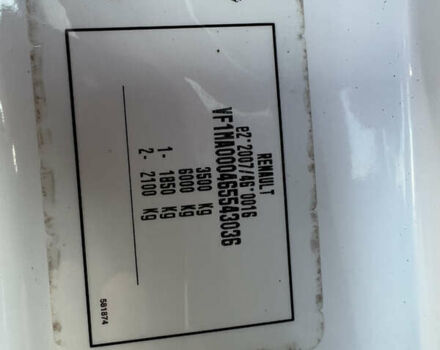 RENAULT
e2*2007/46*0016
VF1MA000465543036
3500 Kg
6000 Kg
1- 1850 Kg
2- 2100 Kg
581874